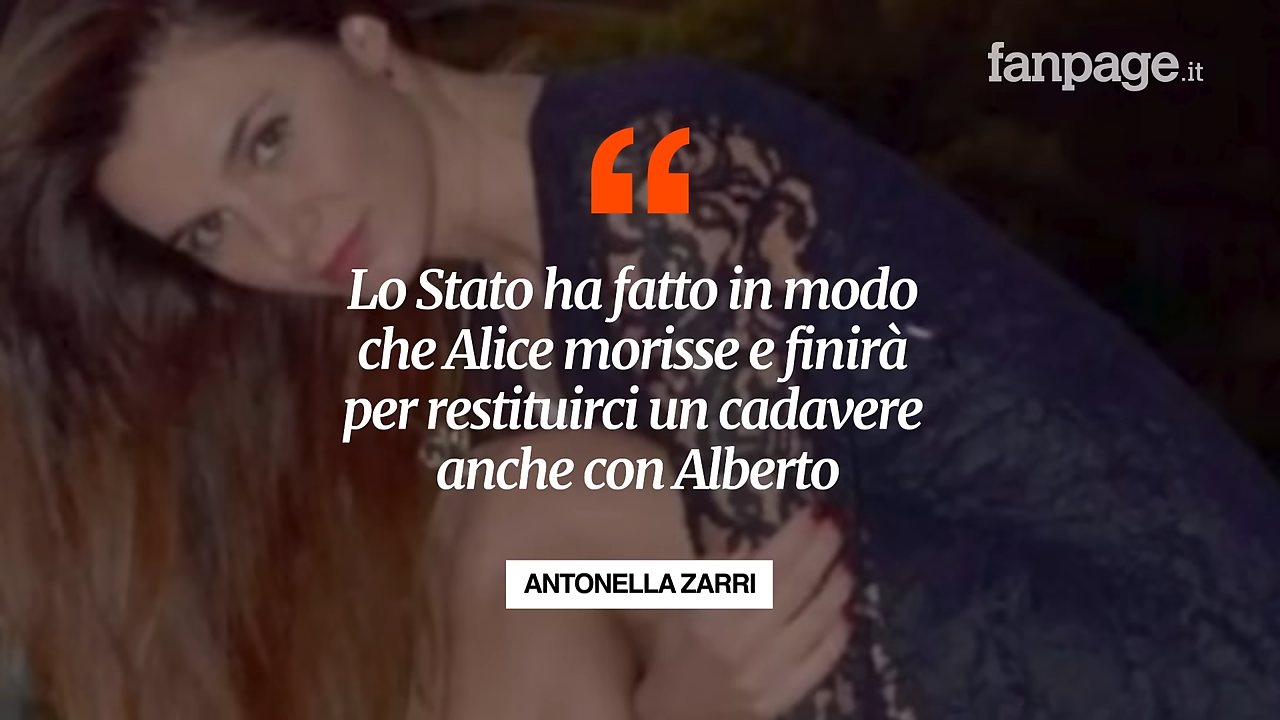 fanpage.it
“
Lo Stato ha fatto in modo
che Alice morisse e finirà
per restituirci un cadavere
anche con Alberto
ANTONELLA ZARRI